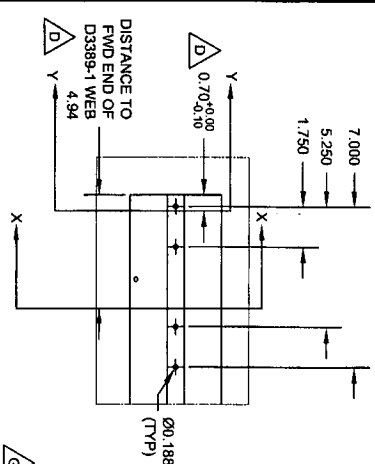 7.000
5.250
1.750
Y
D
0.70+0.00
-0.10
X
DISTANCE TO
FWD END OF
D3389-1 WEB
4.94
D
Y
X
Ø0.188
(TYP)